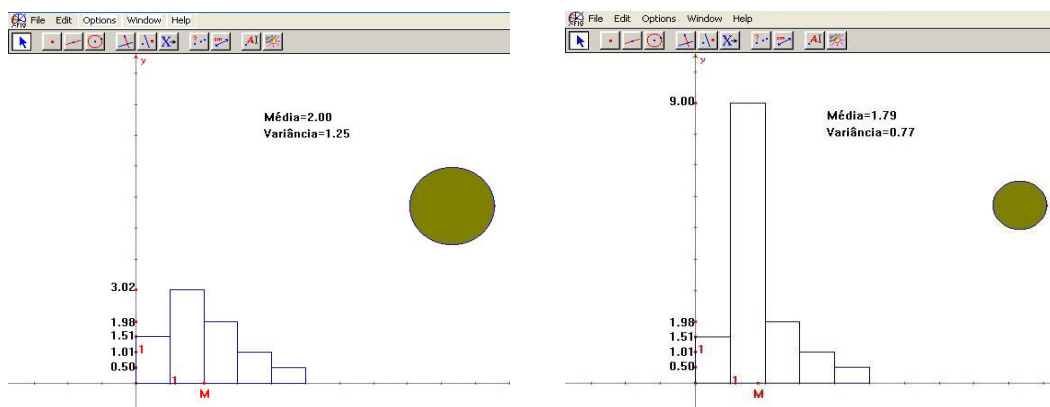 File Edit Options Window Help
y
Média=2.00
Variância=1.25
3.02
1.98
1.51
1.01
0.50
1
1
M
File Edit Options Window Help
y
9.00
Média=1.79
Variância=0.77
1.98
1.51
1.01
0.50
1
1
M